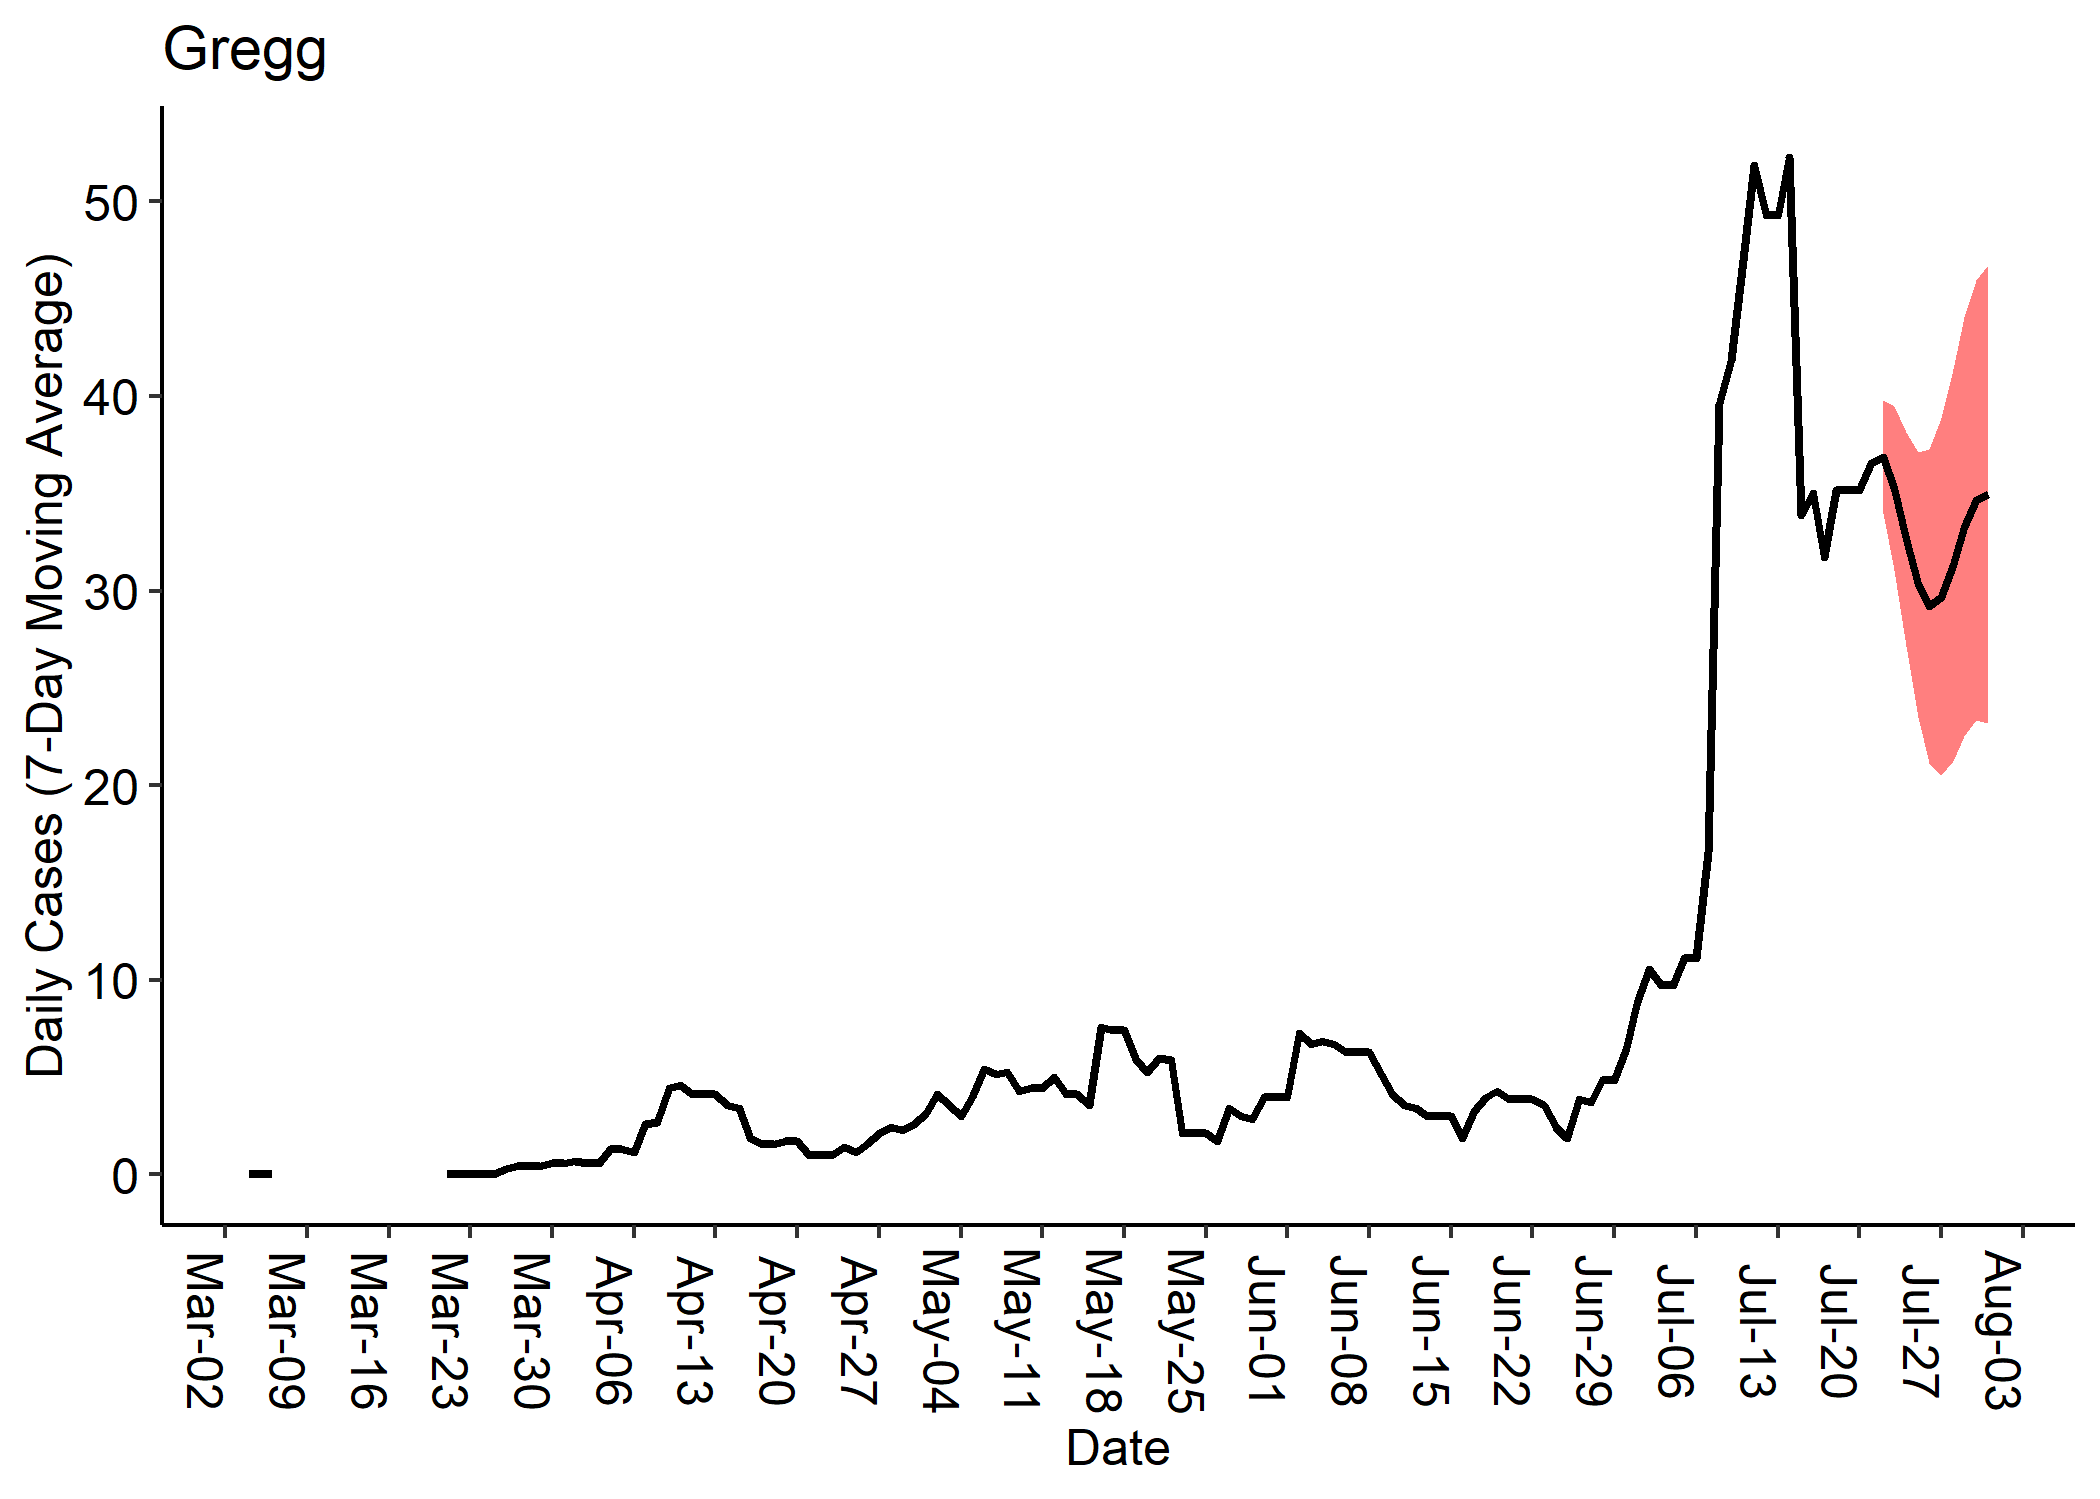 Gregg
Daily Cases (7-Day Moving Average)
50
40
30
20
10
0
Mar-02
Mar-09
Mar-16
Mar-23
Mar-30
Apr-06
Apr-13
Apr-20
Apr-27
May-04
May-11
May-18
May-25
Jun-01
Jun-08
Jun-15
Jun-22
Jun-29
Jul-06
Jul-13
Jul-20
Jul-27
Aug-03
Date